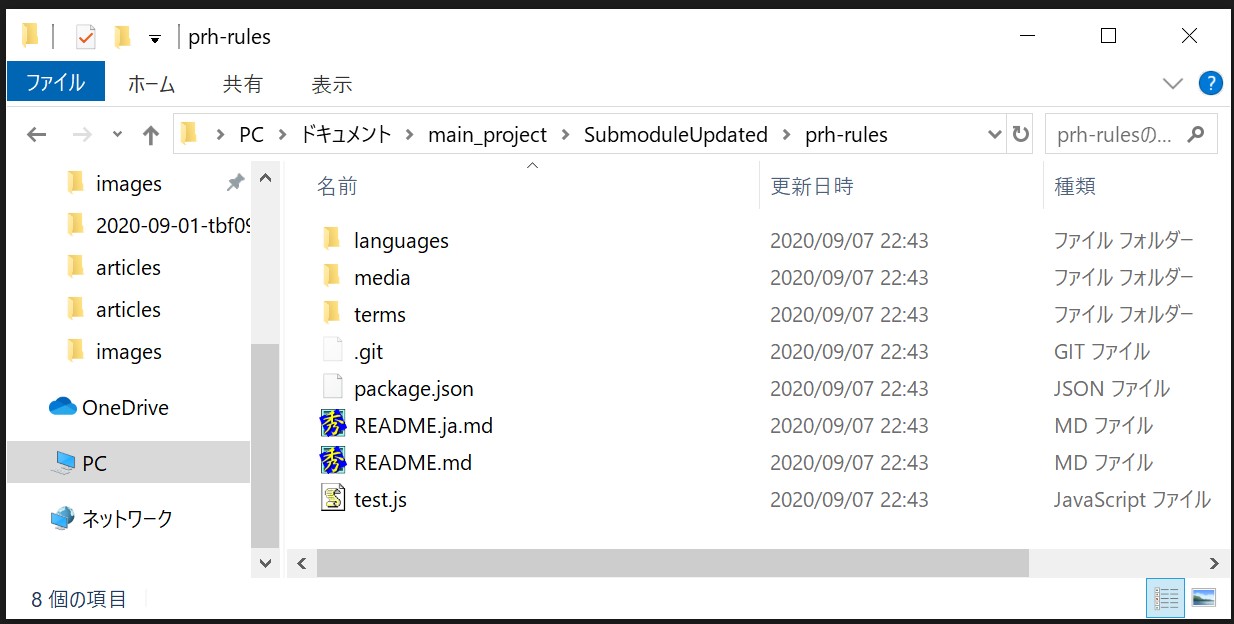 prh-rules
ファイル ホーム 共有 表示 ?
PC ドキュメント main_project SubmoduleUpdated prh-rules prh-rulesの...
images
2020-09-01-tbf09
articles
articles
images
OneDrive
PC
ネットワーク
名前 更新日時 種類
languages 2020/09/07 22:43 ファイル フォルダー
media 2020/09/07 22:43 ファイル フォルダー
terms 2020/09/07 22:43 ファイル フォルダー
.git 2020/09/07 22:43 GIT ファイル
package.json 2020/09/07 22:43 JSON ファイル
秀 README.ja.md 2020/09/07 22:43 MD ファイル
秀 README.md 2020/09/07 22:43 MD ファイル
test.js 2020/09/07 22:43 JavaScript ファイル
8 個の項目